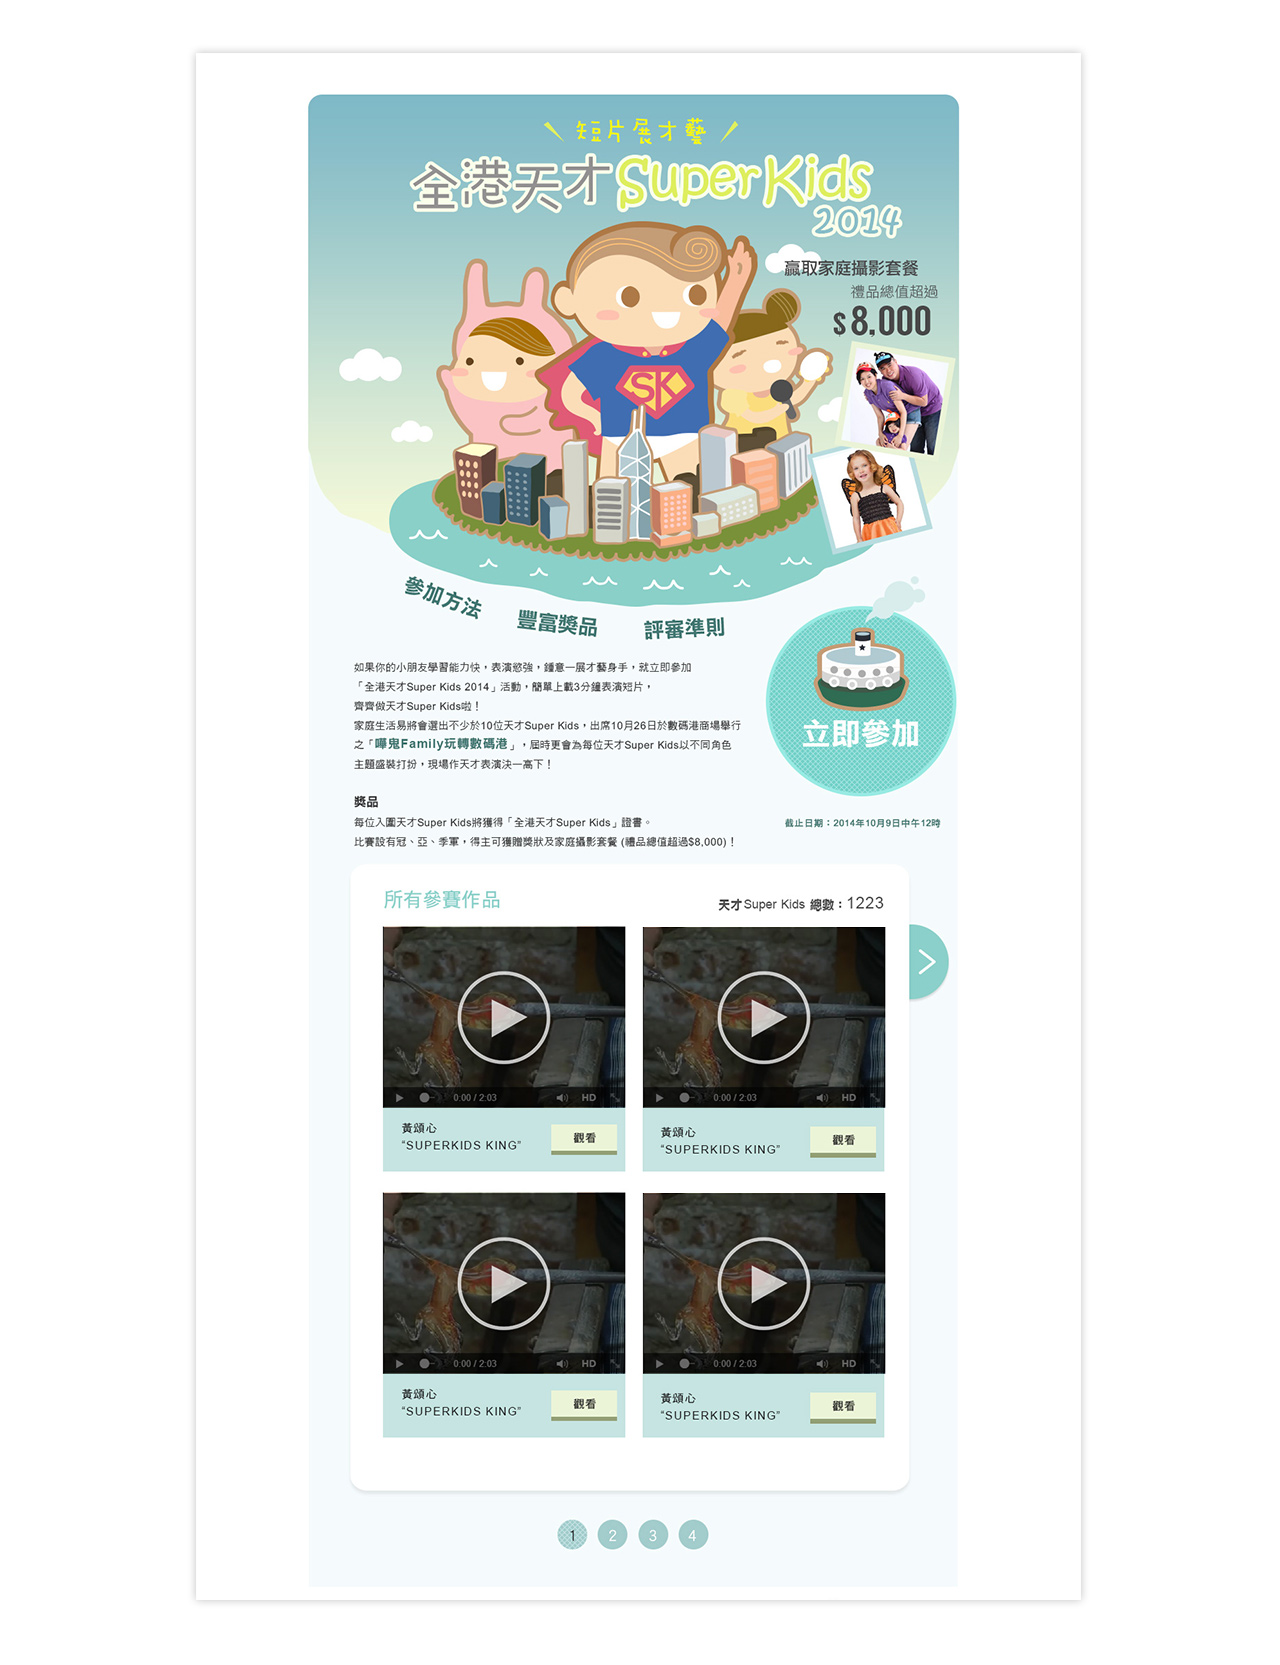 短片展才藝
全港天才Super Kids
2014
贏取家庭攝影套餐
禮品總值超過
$8,000
SK
參加方法
豐富獎品
評審準則
如果你的小朋友學習能力快，表演慾強，鍾意一展才藝身手，就立即參加
「全港天才Super Kids 2014」活動，簡單上載3分鐘表演短片，
齊齊做天才Super Kids啦！
家庭生活易將會選出不少於10位天才Super Kids，出席10月26日於數碼港商場舉行
之「嘩鬼Family玩轉數碼港」，屆時更會為每位天才Super Kids以不同角色
主題盛裝打扮，現場作天才表演決一高下！
立即參加
獎品
每位入圍天才Super Kids將獲得「全港天才Super Kids」證書。
比賽設有冠、亞、季軍，得主可獲贈獎狀及家庭攝影套餐 (禮品總值超過$8,000)！
截止日期：2014年10月9日中午12時
所有參賽作品
天才Super Kids 總數：1223
0:00 / 2:03 HD
0:00 / 2:03 HD
黃頌心
“SUPERKIDS KING”
觀看
黃頌心
“SUPERKIDS KING”
觀看
0:00 / 2:03 HD
0:00 / 2:03 HD
黃頌心
“SUPERKIDS KING”
觀看
黃頌心
“SUPERKIDS KING”
觀看
1 2 3 4